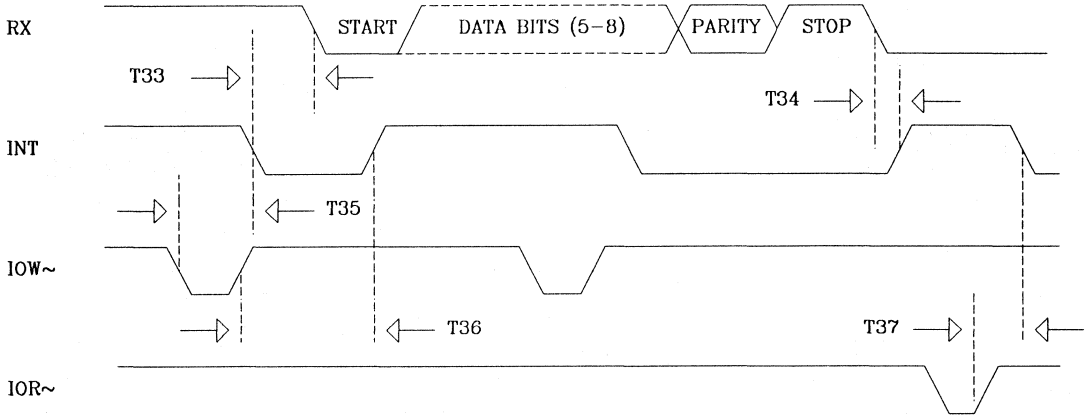 RX START DATA BITS (5-8) PARITY STOP
T33
T34
INT
T35
IOW~
T36 T37
IOR~